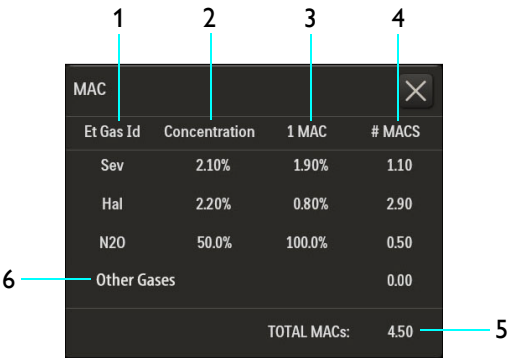 1 2 3 4
MAC
Et Gas Id Concentration 1 MAC # MACS
Sev 2.10% 1.90% 1.10
Hal 2.20% 0.80% 2.90
N2O 50.0% 100.0% 0.50
6 Other Gases 0.00
TOTAL MACs: 4.50 5